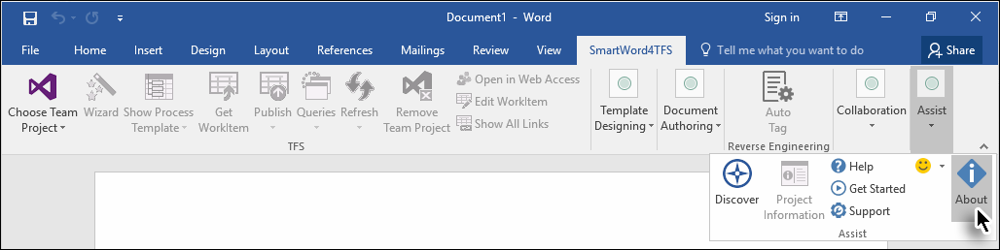 Document1 - Word
Sign in
File Home Insert Design Layout References Mailings Review View SmartWord4TFS Tell me what you want to do Share
Choose Team Project
Wizard
Show Process Template
Get WorkItem
Publish
Queries
Refresh
Remove Team Project
Open in Web Access
Edit WorkItem
Show All Links
TFS
Template Designing
Document Authoring
Auto Tag
Reverse Engineering
Collaboration
Assist
Discover
Project Information
Help
Get Started
Support
About
Assist